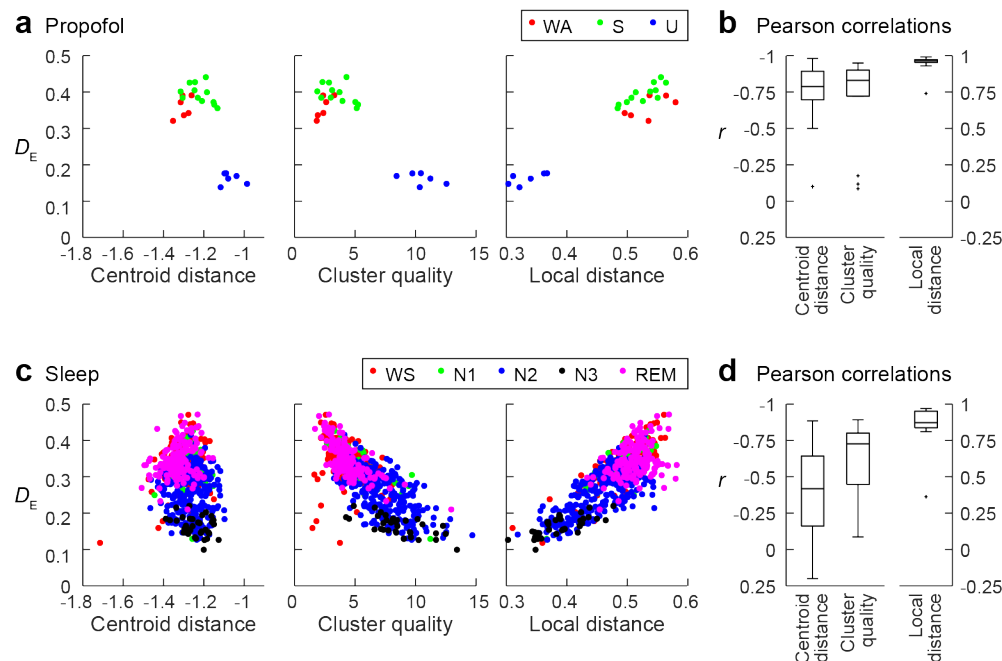 a Propofol
WA S U
b Pearson correlations
0.5
0.4
0.3
0.2
0.1
0
D_E
-1.8 -1.6 -1.4 -1.2 -1
Centroid distance
0 5 10 15
Cluster quality
0.3 0.4 0.5 0.6
Local distance
-1
-0.75
-0.5
-0.25
0
0.25
r
1
0.75
0.5
0.25
0
-0.25
Centroid
distance
Cluster
quality
Local
distance
c Sleep
WS N1 N2 N3 REM
d Pearson correlations
0.5
0.4
0.3
0.2
0.1
0
D_E
-1.8 -1.6 -1.4 -1.2 -1
Centroid distance
0 5 10 15
Cluster quality
0.3 0.4 0.5 0.6
Local distance
-1
-0.75
-0.5
-0.25
0
0.25
r
1
0.75
0.5
0.25
0
-0.25
Centroid
distance
Cluster
quality
Local
distance